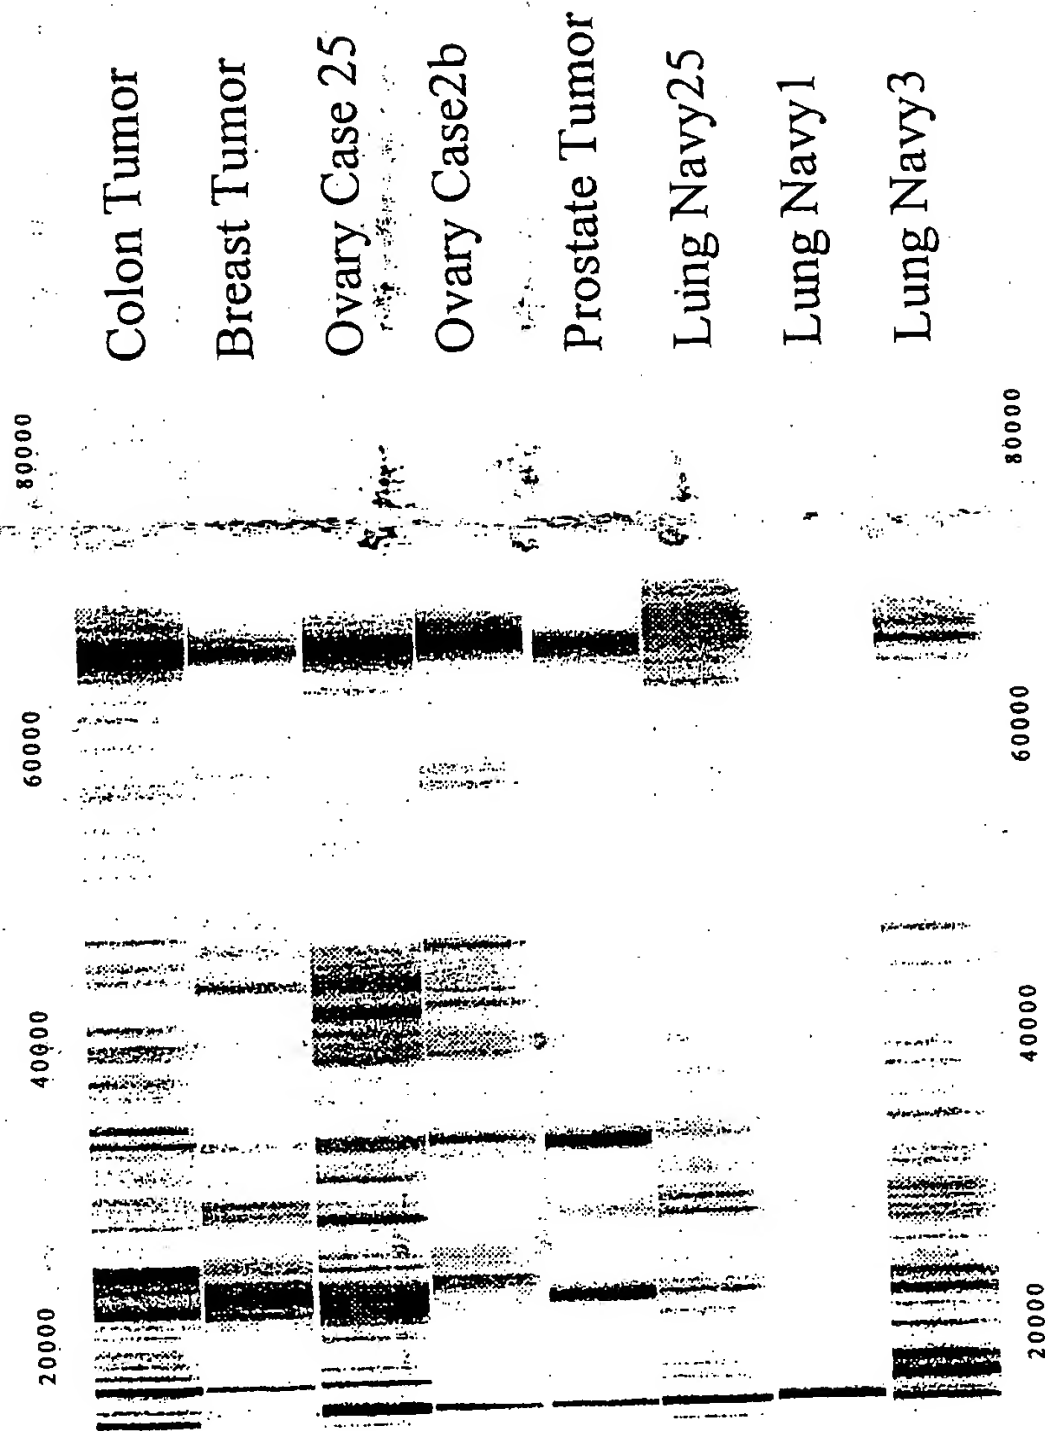 Colon Tumor
Breast Tumor
Ovary Case 25
Ovary Case2b
Prostate Tumor
Lung Navy25
Lung Navy1
Lung Navy3
80000
80000
60000
60000
40000
40000
20000
20000